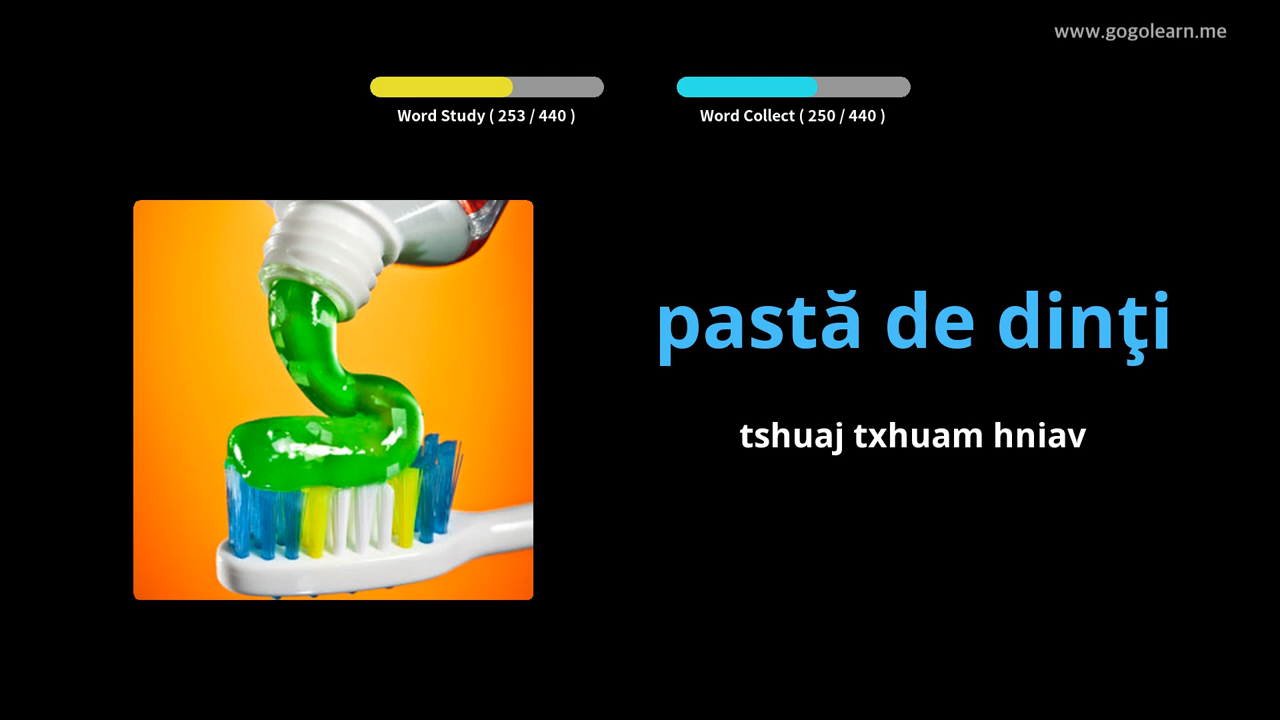 www.gogolearn.me
Word Study ( 253 / 440 )
Word Collect ( 250 / 440 )
pastă de dinţi
tshuaj txhuam hniav